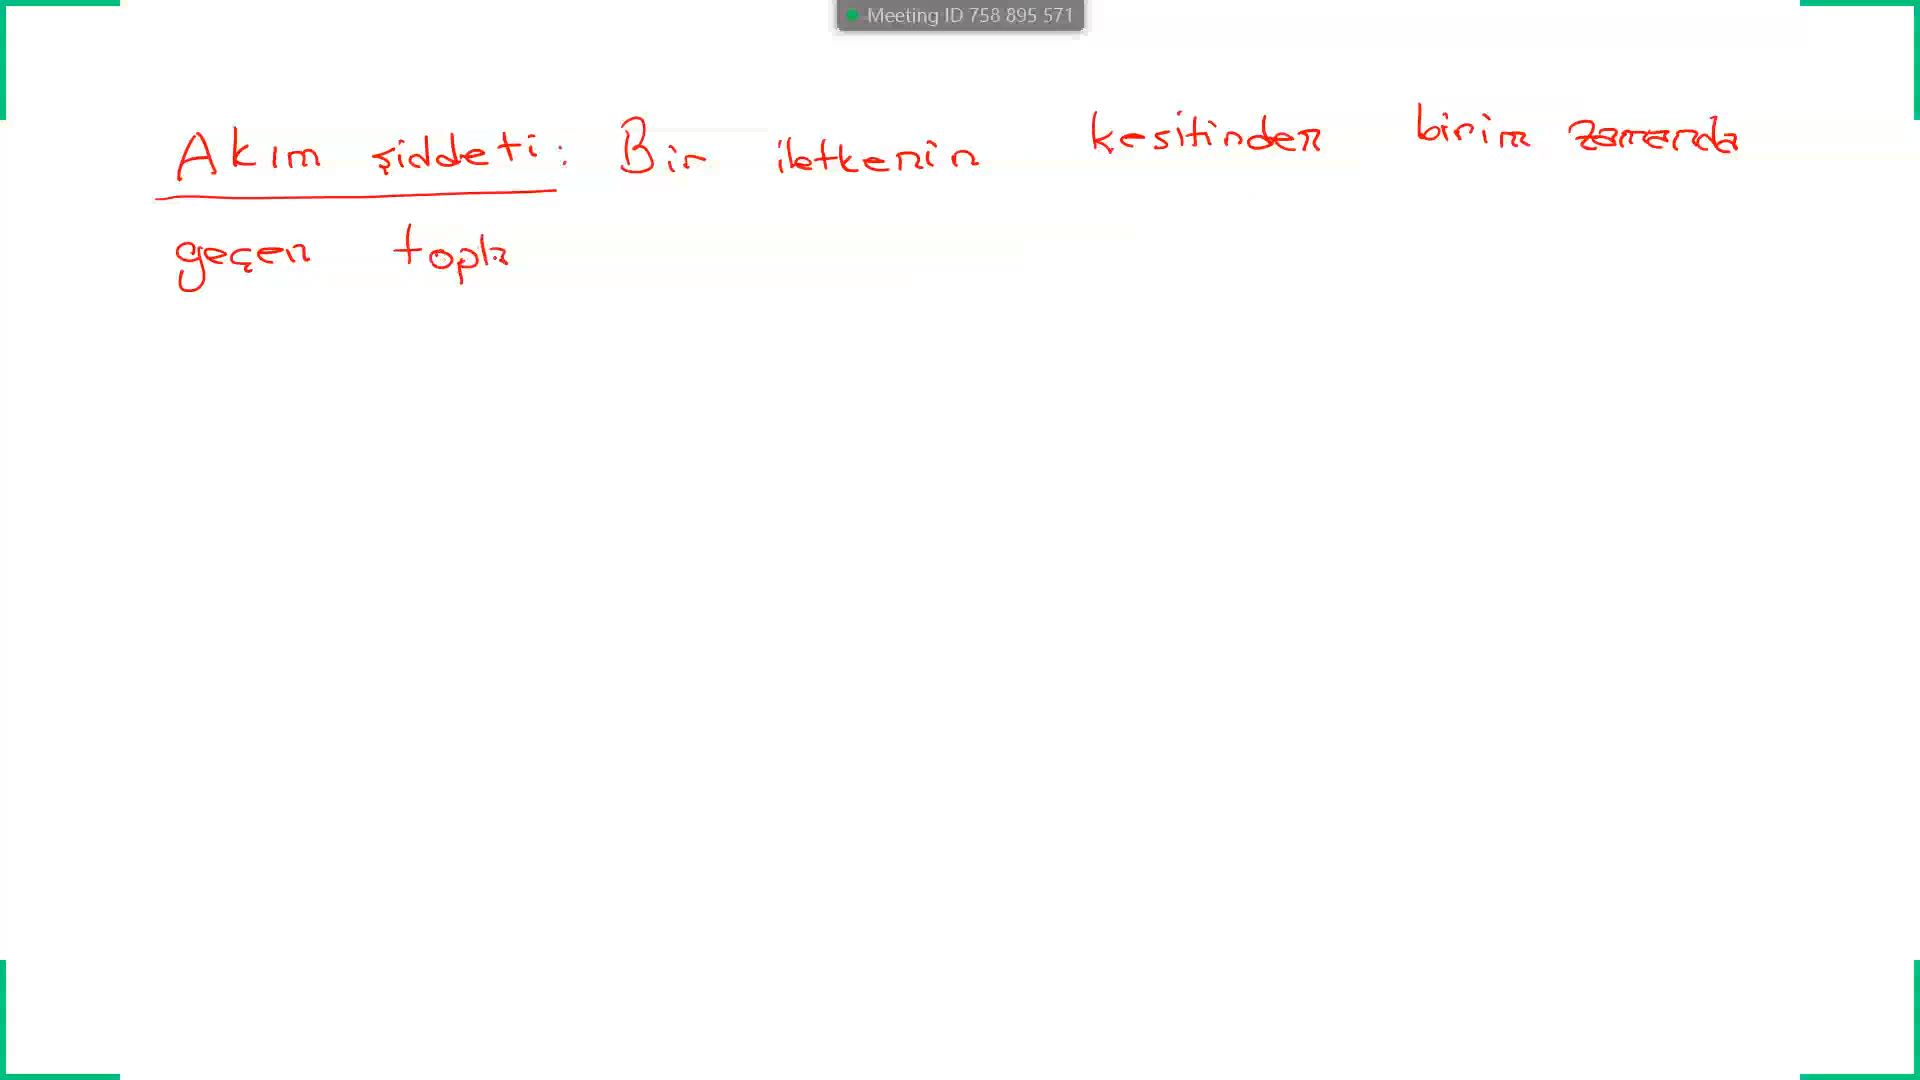 Meeting ID 758 895 571
Akım şiddeti: Bir iletkenin kesitinden birim zamanda
geçen topla